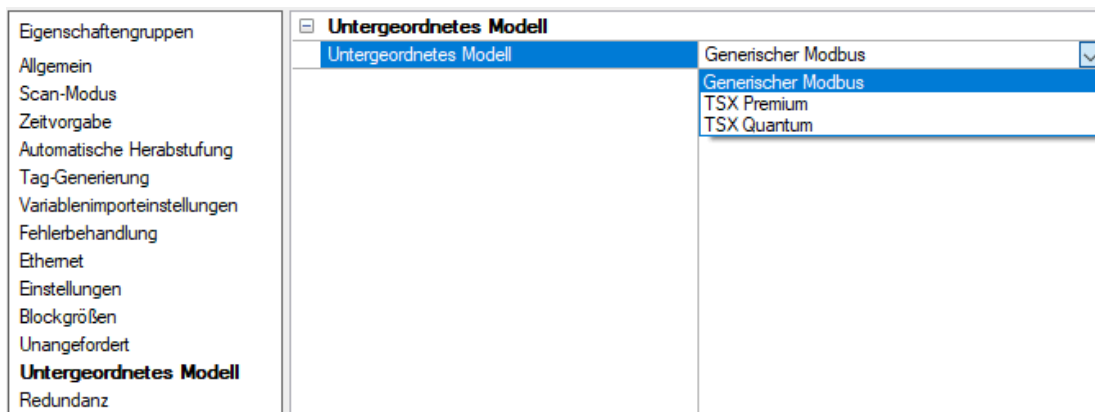 Eigenschaftengruppen
Allgemein
Scan-Modus
Zeitvorgabe
Automatische Herabstufung
Tag-Generierung
Variablenimporteinstellungen
Fehlerbehandlung
Ethernet
Einstellungen
Blockgrößen
Unangefordert
Untergeordnetes Modell
Redundanz
Untergeordnetes Modell
Untergeordnetes Modell Generischer Modbus
Generischer Modbus
TSX Premium
TSX Quantum